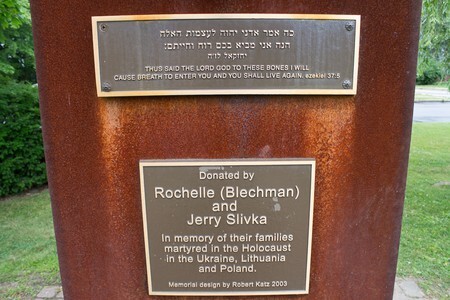 כה אמר אדני יהוה לעצמות האלה
הנה אני מביא בכם רוח וחייתם:
יחזקאל לז׳ה
THUS SAID THE LORD GOD TO THESE BONES I WILL
CAUSE BREATH TO ENTER YOU AND YOU SHALL LIVE AGAIN. ezekiel 37:5
Donated by
Rochelle (Blechman)
and
Jerry Slivka
In memory of their families
martyred in the Holocaust
in the Ukraine, Lithuania
and Poland.
Memorial design by Robert Katz 2003